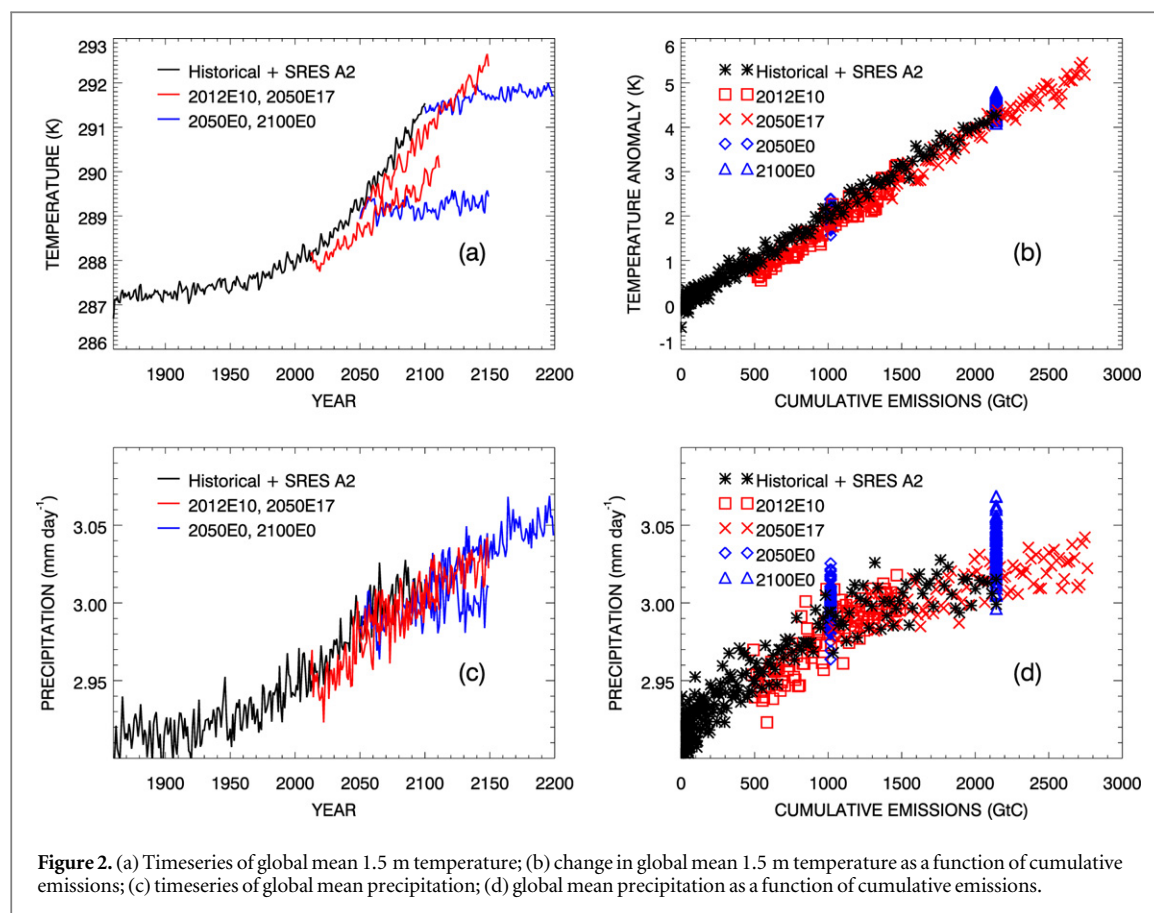 293
292
291
290
289
288
287
286
TEMPERATURE (K)
Historical + SRES A2
2012E10, 2050E17
2050E0, 2100E0
(a)
1900 1950 2000 2050 2100 2150 2200
YEAR
6
5
4
3
2
1
0
-1
TEMPERATURE ANOMALY (K)
Historical + SRES A2
2012E10
2050E17
2050E0
2100E0
(b)
0 500 1000 1500 2000 2500 3000
CUMULATIVE EMISSIONS (GtC)
3.05
3.00
2.95
PRECIPITATION (mm day⁻¹)
Historical + SRES A2
2012E10, 2050E17
2050E0, 2100E0
(c)
1900 1950 2000 2050 2100 2150 2200
YEAR
3.05
3.00
2.95
PRECIPITATION (mm day⁻¹)
Historical + SRES A2
2012E10
2050E17
2050E0
2100E0
(d)
0 500 1000 1500 2000 2500 3000
CUMULATIVE EMISSIONS (GtC)
Figure 2. (a) Timeseries of global mean 1.5 m temperature; (b) change in global mean 1.5 m temperature as a function of cumulative
emissions; (c) timeseries of global mean precipitation; (d) global mean precipitation as a function of cumulative emissions.